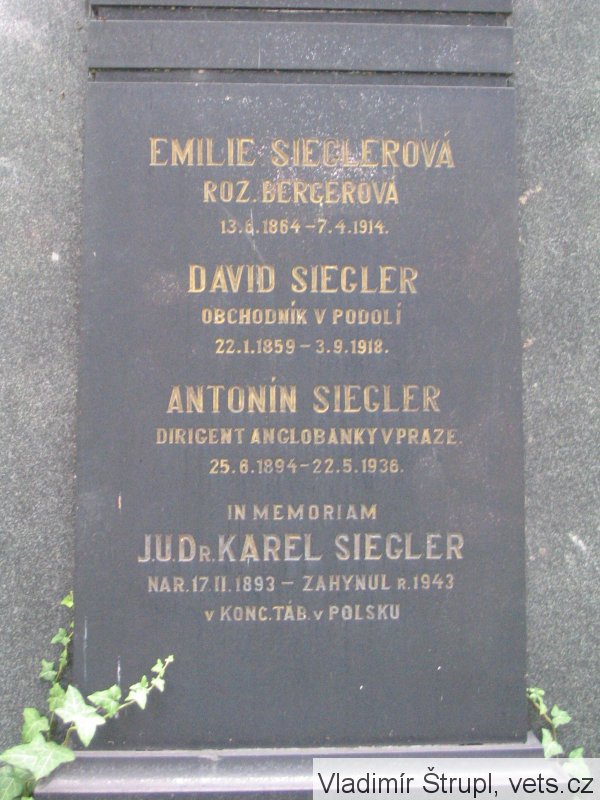 EMILIE SIEGLEROVÁ
ROZ. BERGEROVÁ
13.6.1864 – 7.4.1914.
DAVID SIEGLER
OBCHODNÍK V PODOLÍ
22.1.1859 – 3.9.1918.
ANTONÍN SIEGLER
DIRIGENT ANGLOBANKY V PRAZE.
25.6.1894 – 22.5.1936.
IN MEMORIAM
J.U.DR. KAREL SIEGLER
NAR. 17 II. 1893 – ZAHYNUL R. 1943
V KONC. TÁB. V POLSKU
Vladimír Štrupl, vets.cz